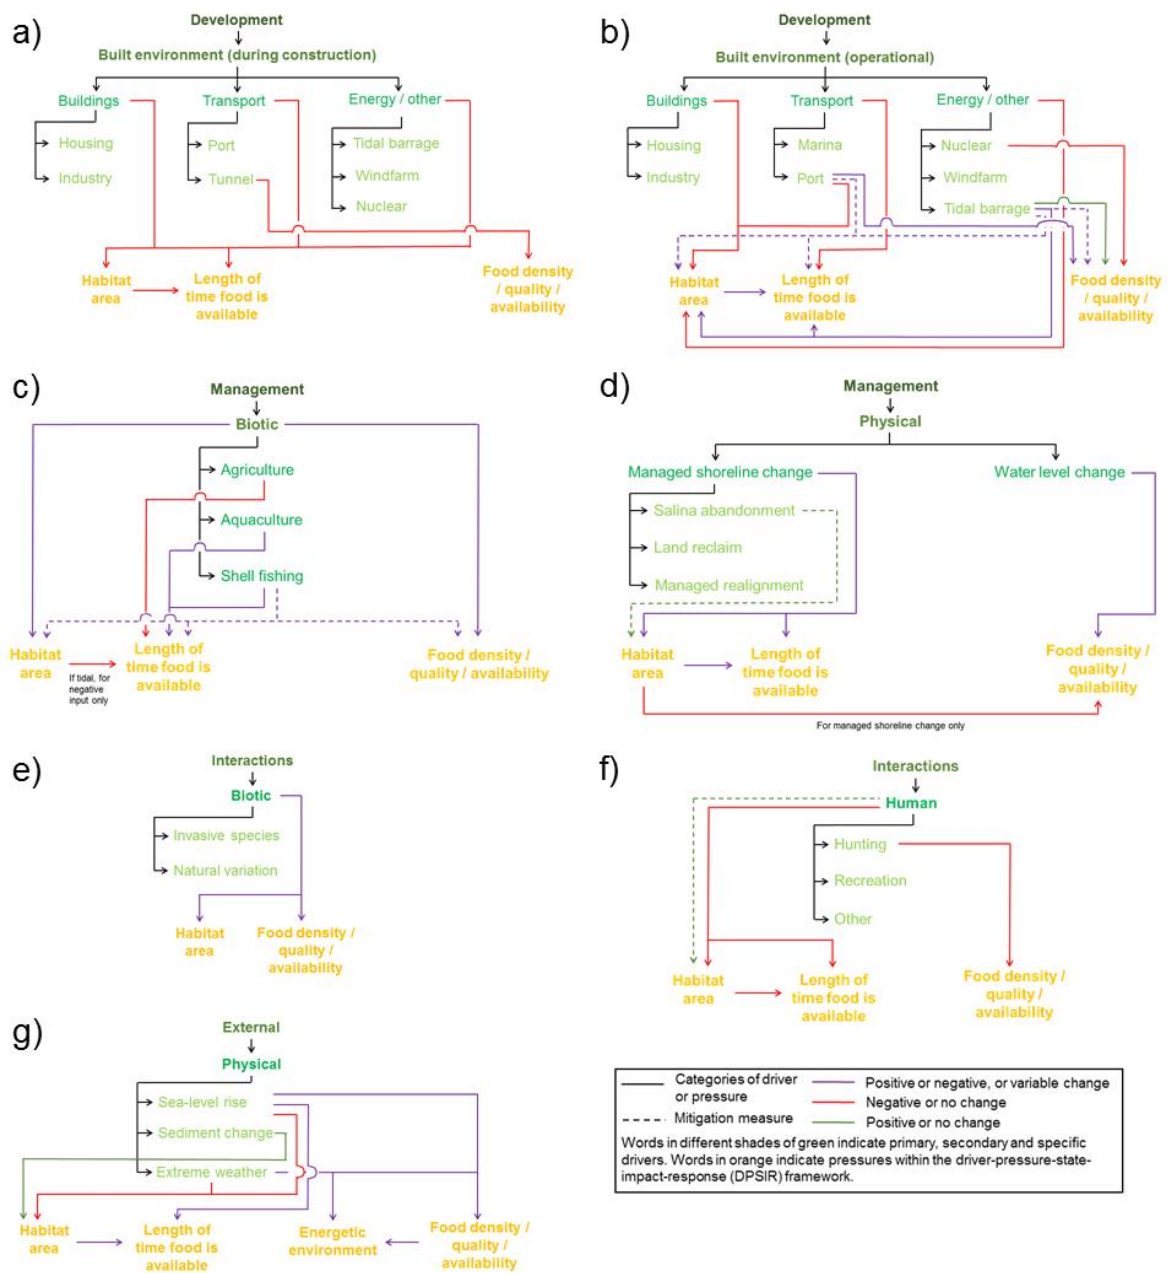 a)
Development
Built environment (during construction)
Buildings
Transport
Energy / other
Housing
Industry
Port
Tunnel
Tidal barrage
Windfarm
Nuclear
Habitat
area
Length of
time food is
available
Food density
/ quality /
availability
b)
Development
Built environment (operational)
Buildings
Transport
Energy / other
Housing
Industry
Marina
Port
Nuclear
Windfarm
Tidal barrage
Habitat
area
Length of
time food is
available
Food density
/ quality /
availability
c)
Management
Biotic
Agriculture
Aquaculture
Shell fishing
Habitat
area
If tidal, for
negative
input only
Length of
time food is
available
Food density /
quality / availability
d)
Management
Physical
Managed shoreline change
Water level change
Salina abandonment
Land reclaim
Managed realignment
Habitat
area
Length of
time food is
available
Food density /
quality /
availability
For managed shoreline change only
e)
Interactions
Biotic
Invasive species
Natural variation
Habitat
area
Food density /
quality /
availability
f)
Interactions
Human
Hunting
Recreation
Other
Habitat
area
Length of
time food is
available
Food density /
quality /
availability
g)
External
Physical
Sea-level rise
Sediment change
Extreme weather
Habitat
area
Length of
time food is
available
Energetic
environment
Food density /
quality /
availability
Categories of driver
or pressure
Mitigation measure
Positive or negative, or variable change
Negative or no change
Positive or no change
Words in different shades of green indicate primary, secondary and specific
drivers. Words in orange indicate pressures within the driver-pressure-state-
impact-response (DPSIR) framework.